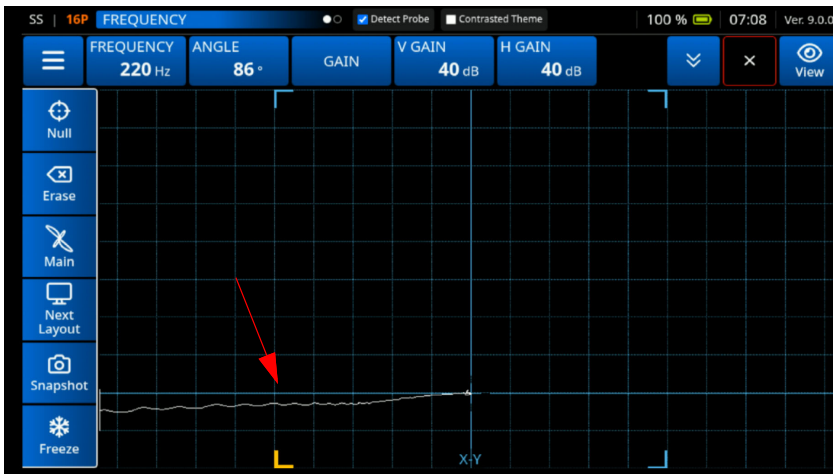 SS | 16P FREQUENCY Detect Probe Contrasted Theme 100 % 07:08 Ver. 9.0.0
FREQUENCY ANGLE GAIN V GAIN H GAIN
220 Hz 86 ° 40 dB 40 dB
View
Null
Erase
Main
Next
Layout
Snapshot
Freeze
X-Y